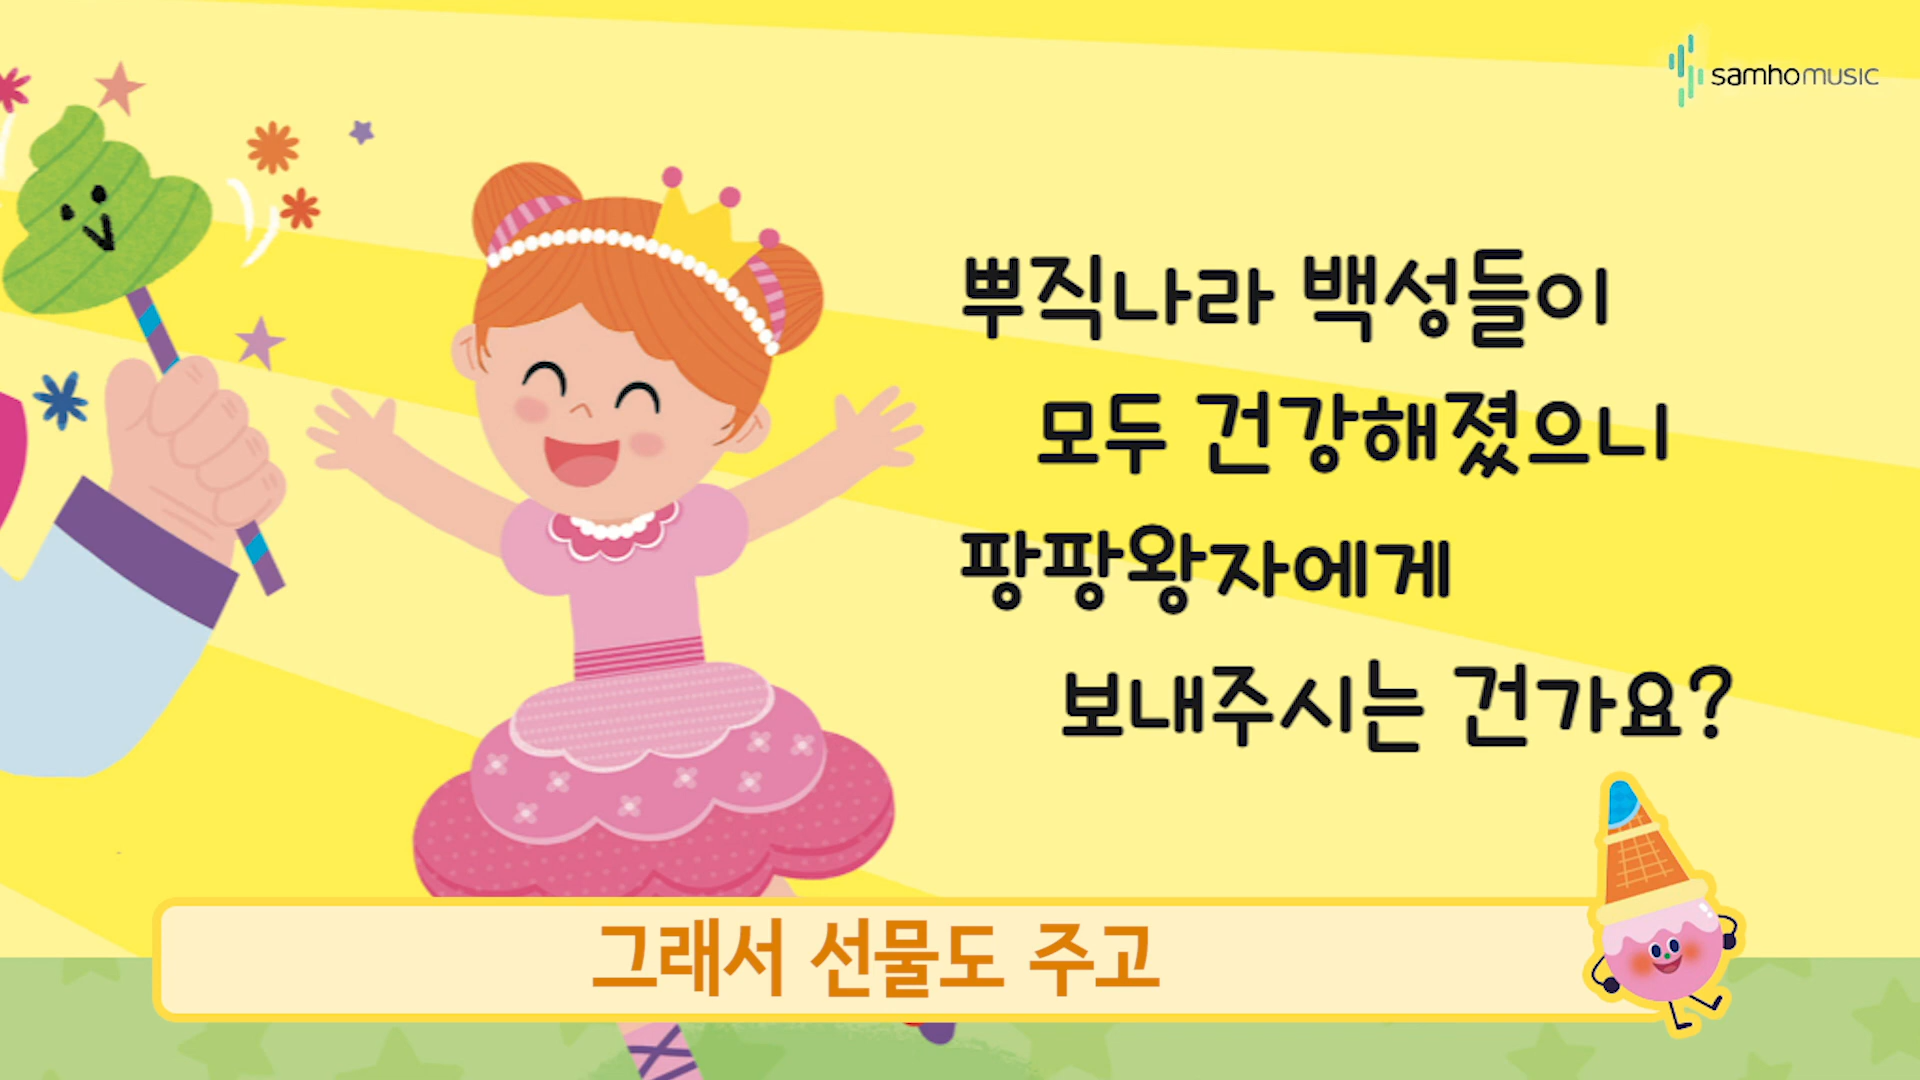 samhomusic
뿌직나라 백성들이
모두 건강해졌으니
팡팡왕자에게
보내주시는 건가요?
그래서 선물도 주고